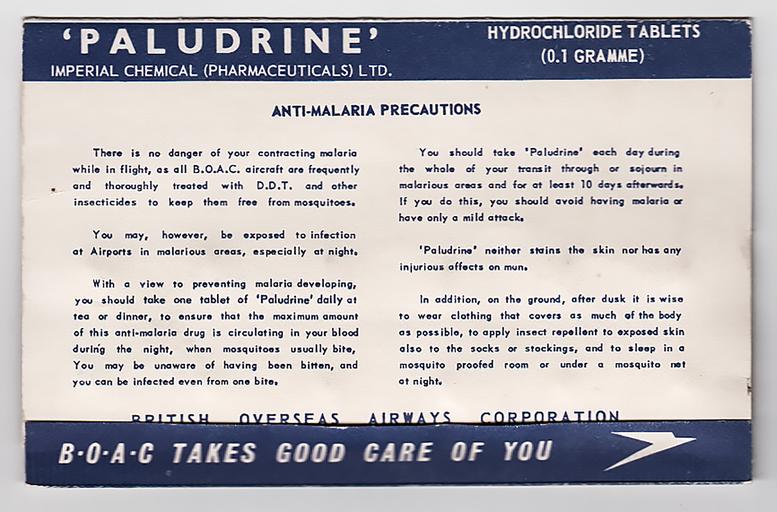 'PALUDRINE'
IMPERIAL CHEMICAL (PHARMACEUTICALS) LTD.
HYDROCHLORIDE TABLETS
(0.1 GRAMME)
ANTI-MALARIA PRECAUTIONS
There is no danger of your contracting malaria
while in flight, as all B.O.A.C. aircraft are frequently
and thoroughly treated with D.D.T. and other
insecticides to keep them free from mosquitoes.
You may, however, be exposed to infection
at Airports in malarious areas, especially at night.
With a view to preventing malaria developing,
you should take one tablet of 'Paludrine' daily at
tea or dinner, to ensure that the maximum amount
of this anti-malaria drug is circulating in your blood
during the night, when mosquitoes usually bite,
You may be unaware of having been bitten, and
you can be infected even from one bite.
You should take 'Paludrine' each day during
the whole of your transit through or sojourn in
malarious areas and for at least 10 days afterwards.
If you do this, you should avoid having malaria or
have only a mild attack.
'Paludrine' neither stains the skin nor has any
injurious affects on mun.
In addition, on the ground, after dusk it is wise
to wear clothing that covers as much of the body
as possible, to apply insect repellent to exposed skin
also to the socks or stockings, and to sleep in a
mosquito proofed room or under a mosquito net
at night.
BRITISH OVERSEAS AIRWAYS CORPORATION
B·O·A·C TAKES GOOD CARE OF YOU